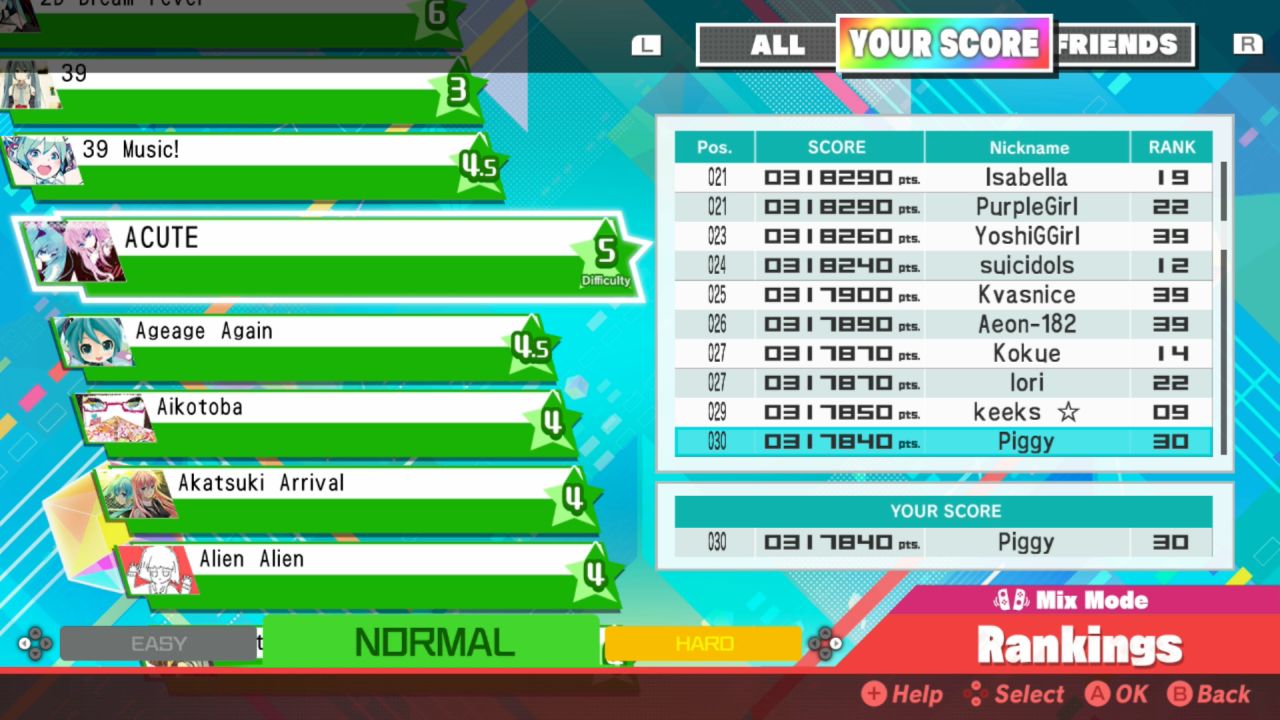 6
L ALL YOUR SCORE FRIENDS R
39
3
39 Music!
4.5
ACUTE
5
Difficulty
Ageage Again
4.5
Aikotoba
4
Akatsuki Arrival
4
Alien Alien
4
EASY NORMAL HARD
Pos. SCORE Nickname RANK
021 0318290 pts. Isabella 19
021 0318290 pts. PurpleGirl 22
023 0318260 pts. YoshiGGirl 39
024 0318240 pts. suicidols 12
025 0317900 pts. Kvasnice 39
026 0317890 pts. Aeon-182 39
027 0317870 pts. Kokue 14
027 0317870 pts. lori 22
029 0317850 pts. keeks ☆ 09
030 0317840 pts. Piggy 30
YOUR SCORE
030 0317840 pts. Piggy 30
Mix Mode
Rankings
+ Help Select A OK B Back